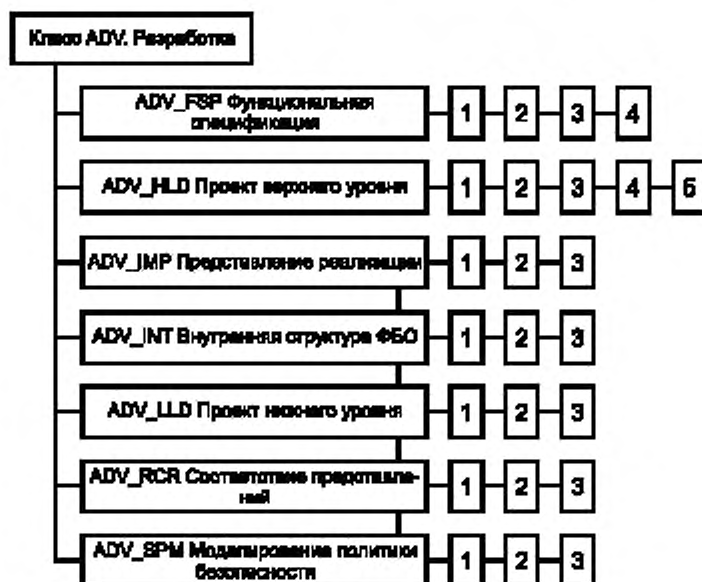 Класс ADV. Разработка
ADV_FSP Функциональная
спецификация
1 2 3 4
ADV_HLD Проект верхнего уровня
1 2 3 4 5
ADV_IMP Представление реализации
1 2 3
ADV_INT Внутренняя структура ФБО
1 2 3
ADV_LLD Проект нижнего уровня
1 2 3
ADV_RCR Соответствие представле-
ний
1 2 3
ADV_SPM Моделирование политики
безопасности
1 2 3